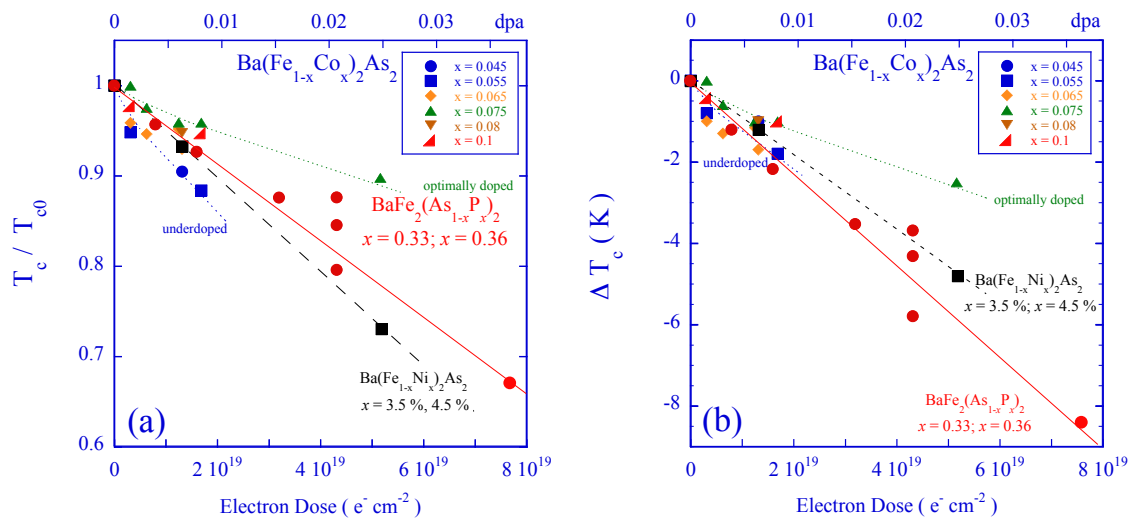 0 0.01 0.02 0.03 dpa
Ba(Fe1-xCox)2As2
x = 0.045
x = 0.055
x = 0.065
x = 0.075
x = 0.08
x = 0.1
1
0.9
0.8
0.7
0.6
Tc / Tc0
optimally doped
underdoped
BaFe2(As1-xPx)2
x = 0.33; x = 0.36
Ba(Fe1-xNix)2As2
x = 3.5 %, 4.5 %
(a)
0 2 10^19 4 10^19 6 10^19 8 10^19
Electron Dose ( e- cm-2 )
0 0.01 0.02 0.03 dpa
Ba(Fe1-xCox)2As2
x = 0.045
x = 0.055
x = 0.065
x = 0.075
x = 0.08
x = 0.1
0
-2
-4
-6
-8
Δ Tc ( K )
underdoped
optimally doped
Ba(Fe1-xNix)2As2
x = 3.5 %; x = 4.5 %
BaFe2(As1-xPx)2
x = 0.33; x = 0.36
(b)
0 2 10^19 4 10^19 6 10^19 8 10^19
Electron Dose ( e- cm-2 )